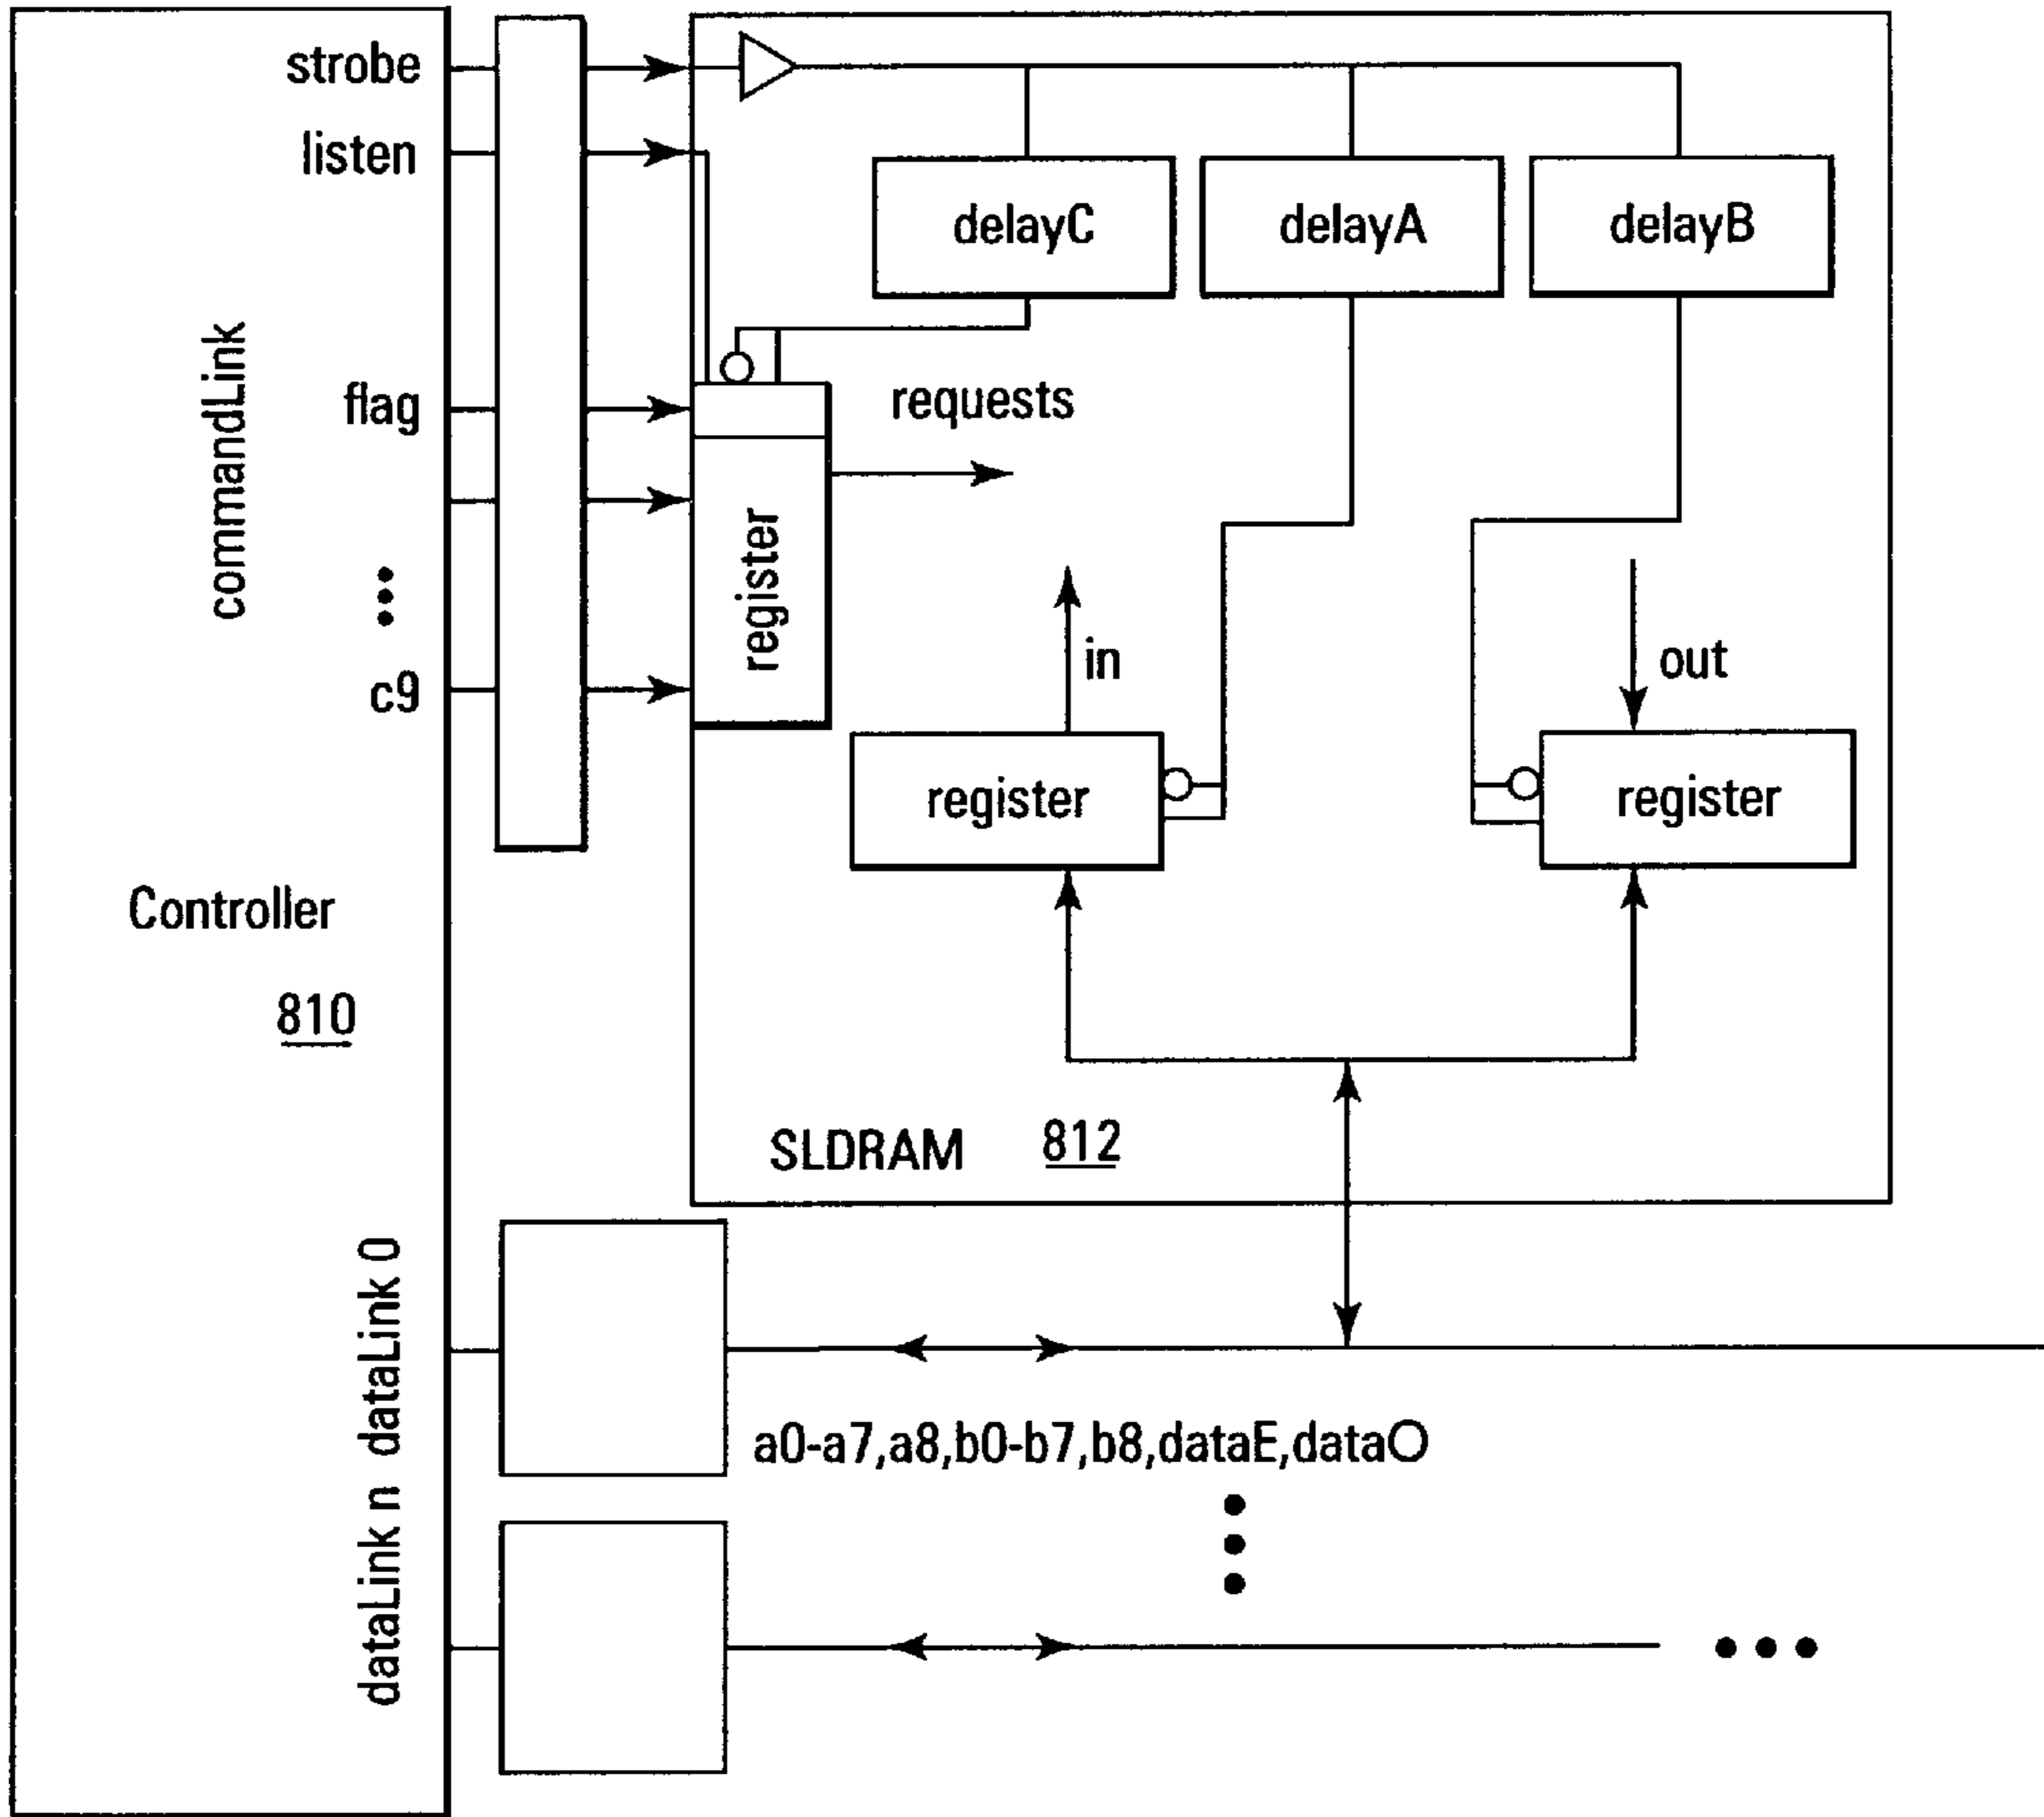 strobe
listen
delayC
delayA
delayB
commandLink
flag
requests
register
c9
in
out
register
register
Controller
810
SLDRAM 812
dataLink n dataLink 0
a0-a7,a8,b0-b7,b8,dataE,dataO